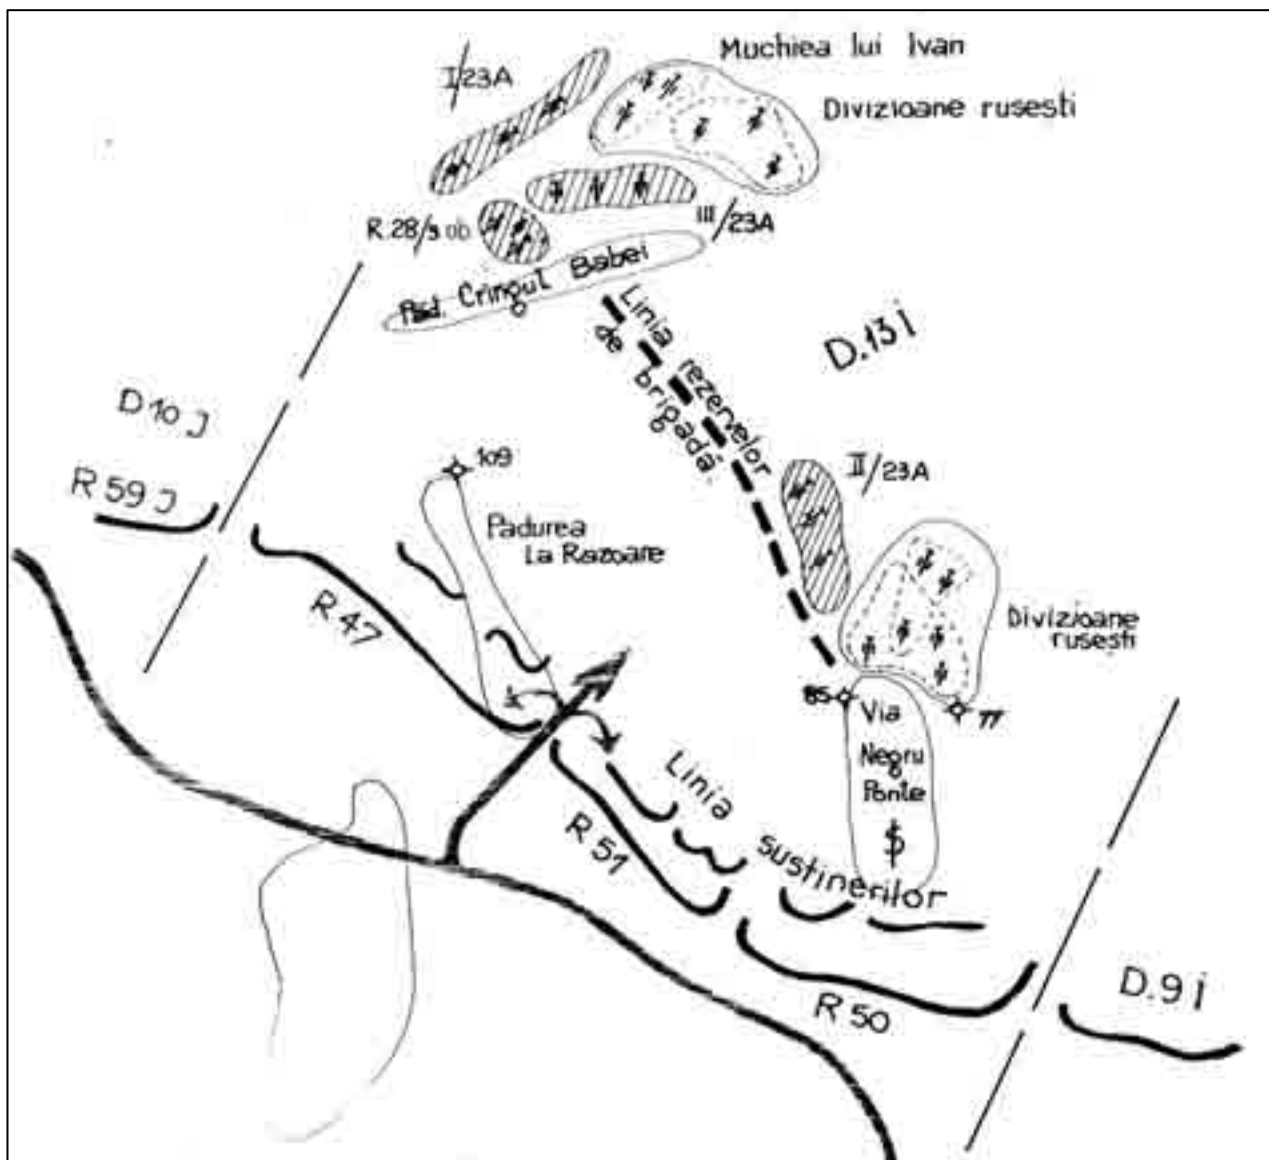 Muchiea lui Ivan
I/23A
Divizioane rusesti
R.28/3 ob
III/23A
Pad. Cringul Babei
Linia rezervelor
de brigadă
D.13 i
D 10 J
R 59 J
109
II/23A
Padurea
La Razoare
R 47
Divizioane
rusești
85
77
Via
Negru
Ponte
$
Linia sustinerilor
R 51
R 50
D.9 i